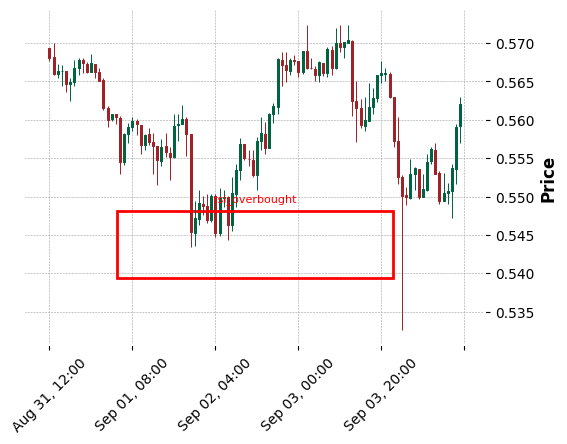 0.570
0.565
0.560
0.555
0.550
0.545
0.540
0.535
Price
overbought
Aug 31, 12:00
Sep 01, 08:00
Sep 02, 04:00
Sep 03, 00:00
Sep 03, 20:00